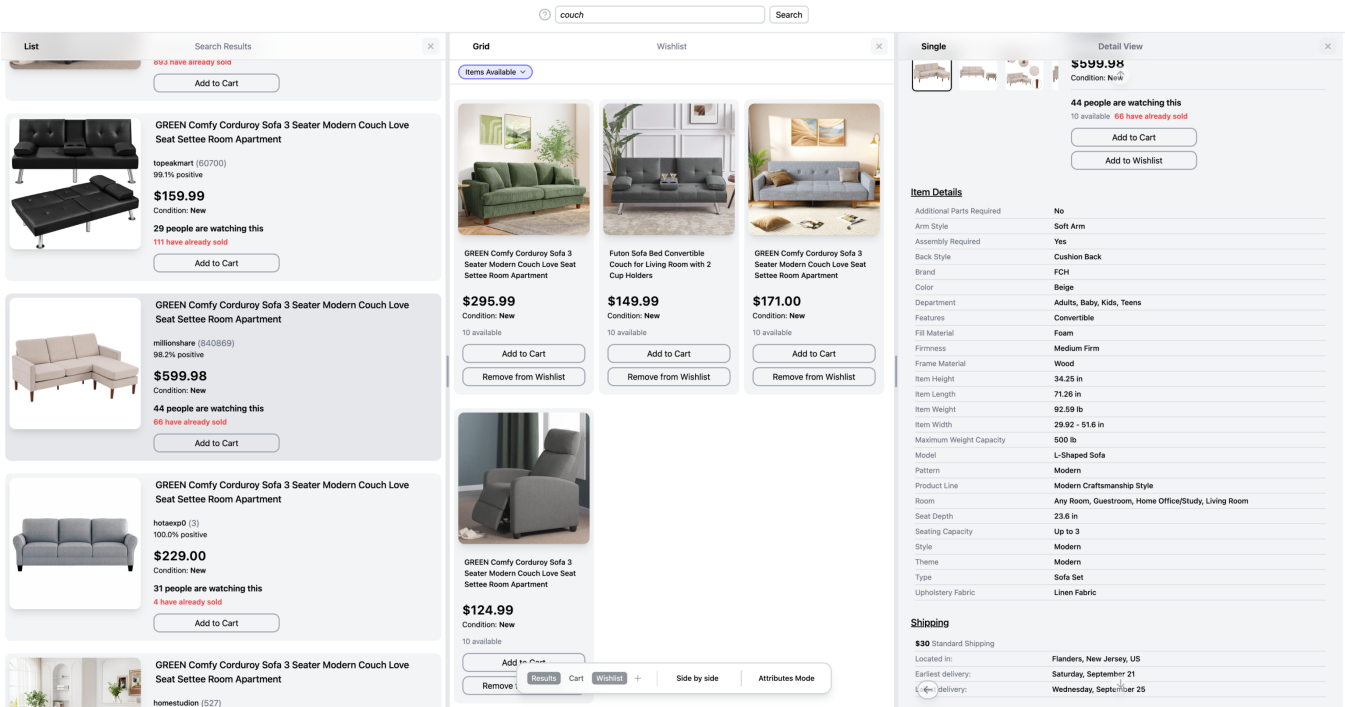 couch
Search
List
Search Results
893 have already sold
Add to Cart
GREEN Comfy Corduroy Sofa 3 Seater Modern Couch Love
Seat Settee Room Apartment
topeakmart (60700)
99.1% positive
$159.99
Condition: New
29 people are watching this
111 have already sold
Add to Cart
GREEN Comfy Corduroy Sofa 3 Seater Modern Couch Love
Seat Settee Room Apartment
millionshare (840869)
98.2% positive
$599.98
Condition: New
44 people are watching this
66 have already sold
Add to Cart
GREEN Comfy Corduroy Sofa 3 Seater Modern Couch Love
Seat Settee Room Apartment
hotaexp0 (3)
100.0% positive
$229.00
Condition: New
31 people are watching this
4 have already sold
Add to Cart
GREEN Comfy Corduroy Sofa 3 Seater Modern Couch Love
Seat Settee Room Apartment
homestudion (527)
Grid
Wishlist
Items Available
GREEN Comfy Corduroy Sofa 3
Seater Modern Couch Love Seat
Settee Room Apartment
$295.99
Condition: New
10 available
Add to Cart
Remove from Wishlist
Futon Sofa Bed Convertible
Couch for Living Room with 2
Cup Holders
$149.99
Condition: New
10 available
Add to Cart
Remove from Wishlist
GREEN Comfy Corduroy Sofa 3
Seater Modern Couch Love Seat
Settee Room Apartment
$171.00
Condition: New
10 available
Add to Cart
Remove from Wishlist
GREEN Comfy Corduroy Sofa 3
Seater Modern Couch Love Seat
Settee Room Apartment
$124.99
Condition: New
10 available
Add to Cart
Remove
Results Cart Wishlist + Side by side Attributes Mode
Single
Detail View
$599.98
Condition: New
44 people are watching this
10 available 66 have already sold
Add to Cart
Add to Wishlist
Item Details
Additional Parts Required No
Arm Style Soft Arm
Assembly Required Yes
Back Style Cushion Back
Brand FCH
Color Beige
Department Adults, Baby, Kids, Teens
Features Convertible
Fill Material Foam
Firmness Medium Firm
Frame Material Wood
Item Height 34.25 in
Item Length 71.26 in
Item Weight 92.59 lb
Item Width 29.92 - 51.6 in
Maximum Weight Capacity 500 lb
Model L-Shaped Sofa
Pattern Modern
Product Line Modern Craftsmanship Style
Room Any Room, Guestroom, Home Office/Study, Living Room
Seat Depth 23.6 in
Seating Capacity Up to 3
Style Modern
Theme Modern
Type Sofa Set
Upholstery Fabric Linen Fabric
Shipping
$30 Standard Shipping
Located in: Flanders, New Jersey, US
Earliest delivery: Saturday, September 21
delivery: Wednesday, September 25